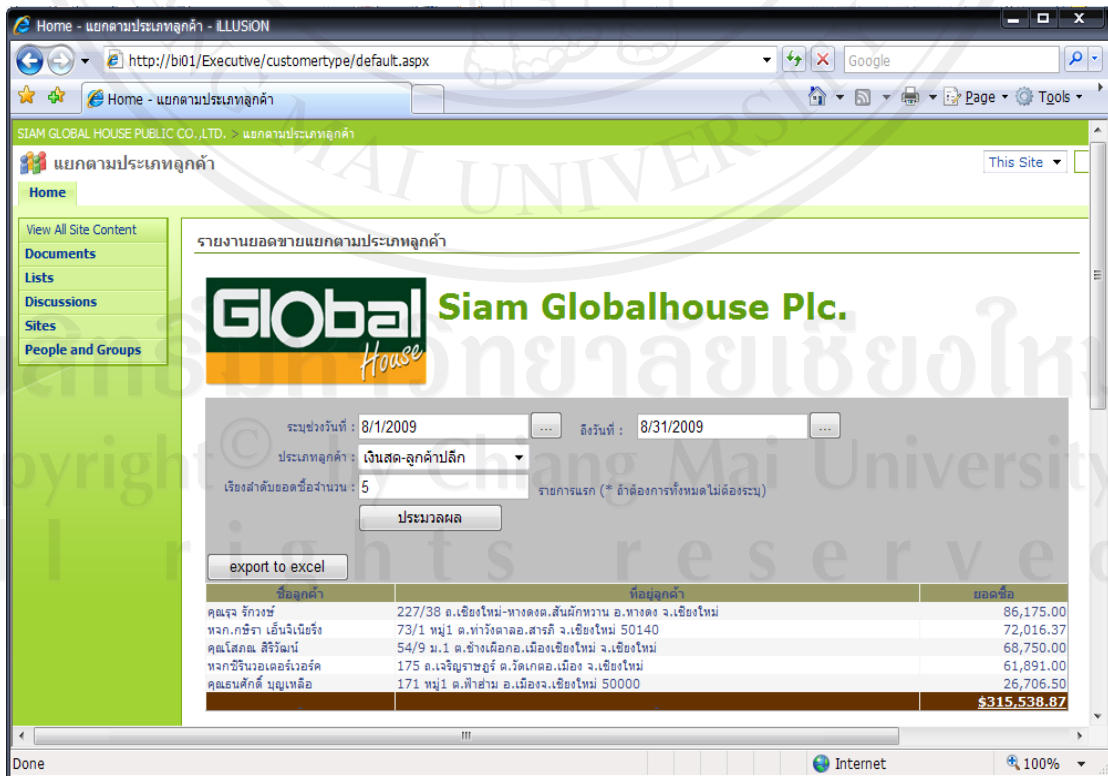 Home - แยกตามประเภทลูกค้า - iLLUSiON
http://bi01/Executive/customertype/default.aspx
Google
Home - แยกตามประเภทลูกค้า
Page
Tools
SIAM GLOBAL HOUSE PUBLIC CO.,LTD. > แยกตามประเภทลูกค้า
แยกตามประเภทลูกค้า
This Site
Home
View All Site Content
Documents
Lists
Discussions
Sites
People and Groups
รายงานยอดขายแยกตามประเภทลูกค้า
Global House
Siam Globalhouse Plc.
ระบุช่วงวันที่ : 8/1/2009 ... ถึงวันที่ : 8/31/2009 ...
ประเภทลูกค้า : เงินสด-ลูกค้าปลีก
เรียงลำดับยอดซื้อจำนวน : 5 รายการแรก (* ถ้าต้องการทั้งหมดไม่ต้องระบุ)
ประมวลผล
export to excel
ชื่อลูกค้า ที่อยู่ลูกค้า ยอดซื้อ
คุณรุจ รักวงษ์ 227/38 ถ.เชียงใหม่-หางดงต.สันผักหวาน อ.หางดง จ.เชียงใหม่ 86,175.00
หจก.กษิรา เอ็นจิเนียริ่ง 73/1 หมู่1 ต.ท่าวังตาลอ.สารภี จ.เชียงใหม่ 50140 72,016.37
คุณโสภณ สิริวัฒน์ 54/9 ม.1 ต.ช้างเผือกอ.เมืองเชียงใหม่ จ.เชียงใหม่ 68,750.00
หจกซีรินวอเตอร์เวอร์ค 175 ถ.เจริญราษฎร์ ต.วัดเกตอ.เมือง จ.เชียงใหม่ 61,891.00
คุณธนศักดิ์ บุญเหลือ 171 หมู่1 ต.ฟ้าฮ่าม อ.เมืองจ.เชียงใหม่ 50000 26,706.50
$315,538.87
Done
Internet
100%